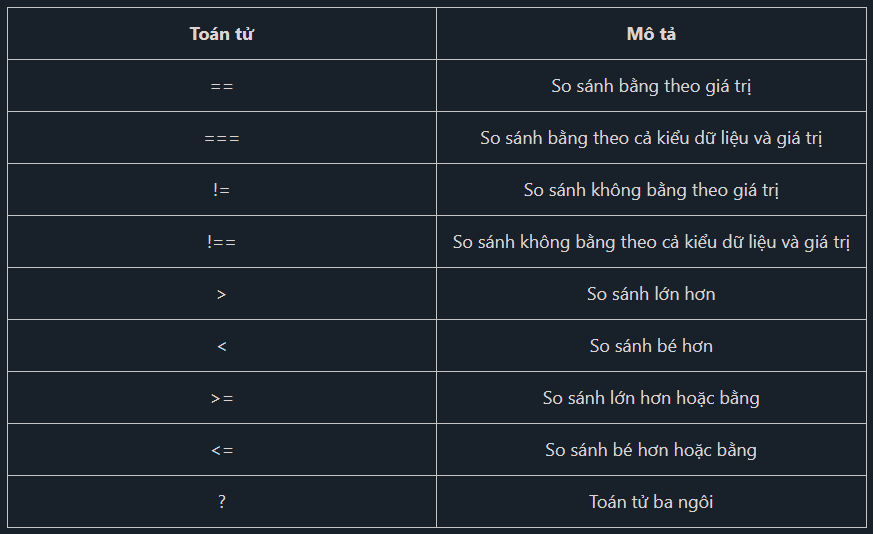 Toán tử Mô tả
== So sánh bằng theo giá trị
=== So sánh bằng theo cả kiểu dữ liệu và giá trị
!= So sánh không bằng theo giá trị
!== So sánh không bằng theo cả kiểu dữ liệu và giá trị
> So sánh lớn hơn
< So sánh bé hơn
>= So sánh lớn hơn hoặc bằng
<= So sánh bé hơn hoặc bằng
? Toán tử ba ngôi